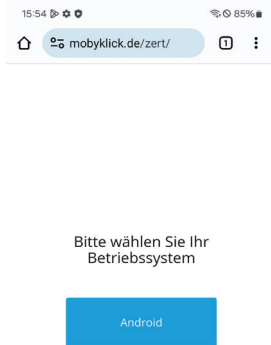 15:54 85%
mobyklick.de/zert/ 1
Bitte wählen Sie Ihr
Betriebssystem
Android